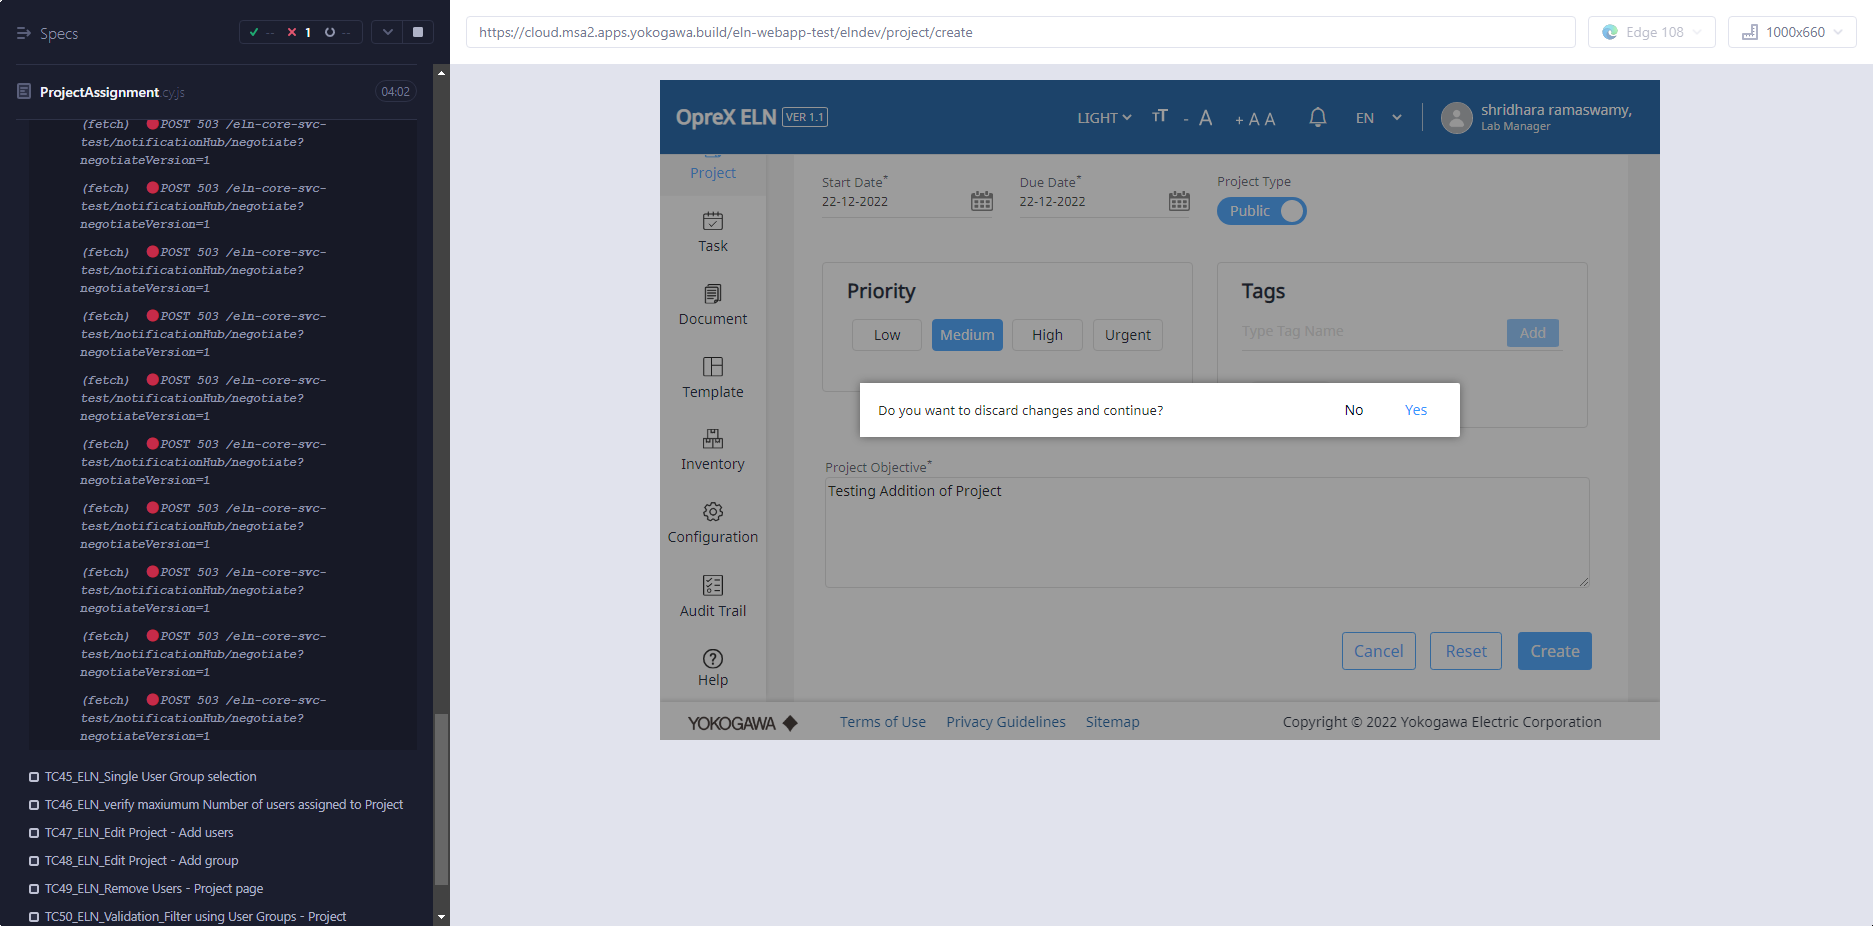 Specs
--
1
--
ProjectAssignment.cy.js
04:02
(fetch) POST 503 /eln-core-svc-
test/notificationHub/negotiate?
negotiateVersion=1
(fetch) POST 503 /eln-core-svc-
test/notificationHub/negotiate?
negotiateVersion=1
(fetch) POST 503 /eln-core-svc-
test/notificationHub/negotiate?
negotiateVersion=1
(fetch) POST 503 /eln-core-svc-
test/notificationHub/negotiate?
negotiateVersion=1
(fetch) POST 503 /eln-core-svc-
test/notificationHub/negotiate?
negotiateVersion=1
(fetch) POST 503 /eln-core-svc-
test/notificationHub/negotiate?
negotiateVersion=1
(fetch) POST 503 /eln-core-svc-
test/notificationHub/negotiate?
negotiateVersion=1
(fetch) POST 503 /eln-core-svc-
test/notificationHub/negotiate?
negotiateVersion=1
(fetch) POST 503 /eln-core-svc-
test/notificationHub/negotiate?
negotiateVersion=1
(fetch) POST 503 /eln-core-svc-
test/notificationHub/negotiate?
negotiateVersion=1
TC45_ELN_Single User Group selection
TC46_ELN_verify maxiumum Number of users assigned to Project
TC47_ELN_Edit Project - Add users
TC48_ELN_Edit Project - Add group
TC49_ELN_Remove Users - Project page
TC50_ELN_Validation_Filter using User Groups - Project
https://cloud.msa2.apps.yokogawa.build/eln-webapp-test/elndev/project/create
Edge 108
1000x660
OpreX ELN VER 1.1
LIGHT
TT
- A
+ A A
EN
shridhara ramaswamy,
Lab Manager
Project
Task
Document
Template
Inventory
Configuration
Audit Trail
Help
Start Date*
22-12-2022
Due Date*
22-12-2022
Project Type
Public
Priority
Low
Medium
High
Urgent
Tags
Type Tag Name
Add
Do you want to discard changes and continue?
No
Yes
Project Objective*
Testing Addition of Project
Cancel
Reset
Create
YOKOGAWA
Terms of Use
Privacy Guidelines
Sitemap
Copyright © 2022 Yokogawa Electric Corporation